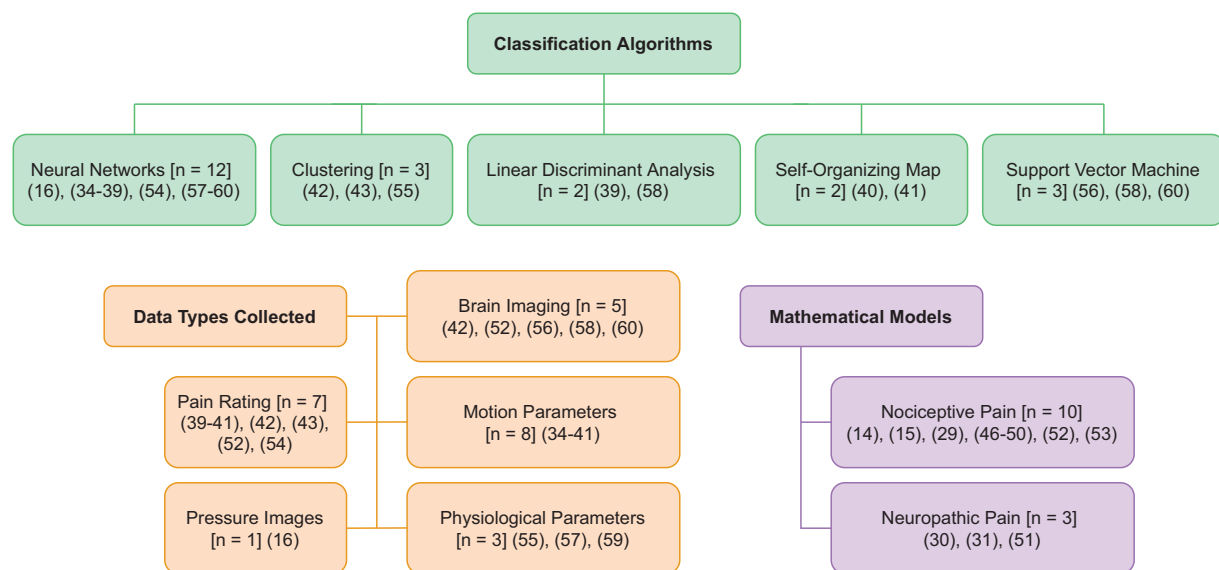 Classification Algorithms
Neural Networks [n = 12]
(16), (34-39), (54), (57-60)
Clustering [n = 3]
(42), (43), (55)
Linear Discriminant Analysis
[n = 2] (39), (58)
Self-Organizing Map
[n = 2] (40), (41)
Support Vector Machine
[n = 3] (56), (58), (60)
Data Types Collected
Brain Imaging [n = 5]
(42), (52), (56), (58), (60)
Pain Rating [n = 7]
(39-41), (42), (43),
(52), (54)
Motion Parameters
[n = 8] (34-41)
Pressure Images
[n = 1] (16)
Physiological Parameters
[n = 3] (55), (57), (59)
Mathematical Models
Nociceptive Pain [n = 10]
(14), (15), (29), (46-50), (52), (53)
Neuropathic Pain [n = 3]
(30), (31), (51)